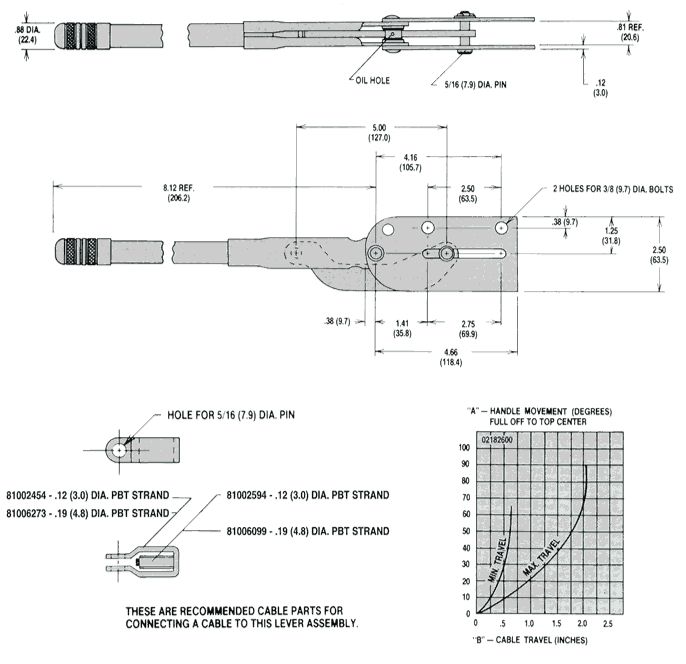 .88 DIA.
(22.4)
.81 REF.
(20.6)
.12
(3.0)
OIL HOLE
5/16 (7.9) DIA. PIN
5.00
(127.0)
4.16
(105.7)
8.12 REF.
(206.2)
2.50
(63.5)
2 HOLES FOR 3/8 (9.7) DIA. BOLTS
.38 (9.7)
1.25
(31.8)
2.50
(63.5)
.38 (9.7)
1.41
(35.8)
2.75
(69.9)
4.66
(118.4)
HOLE FOR 5/16 (7.9) DIA. PIN
81002454 - .12 (3.0) DIA. PBT STRAND
81006273 - .19 (4.8) DIA. PBT STRAND
81002594 - .12 (3.0) DIA. PBT STRAND
81006099 - .19 (4.8) DIA. PBT STRAND
THESE ARE RECOMMENDED CABLE PARTS FOR
CONNECTING A CABLE TO THIS LEVER ASSEMBLY.
"A" — HANDLE MOVEMENT (DEGREES)
FULL OFF TO TOP CENTER
02182600
100
90
80
70
60
50
40
30
20
10
0
MIN. TRAVEL
MAX. TRAVEL
0 .5 1.0 1.5 2.0 2.5
"B" — CABLE TRAVEL (INCHES)